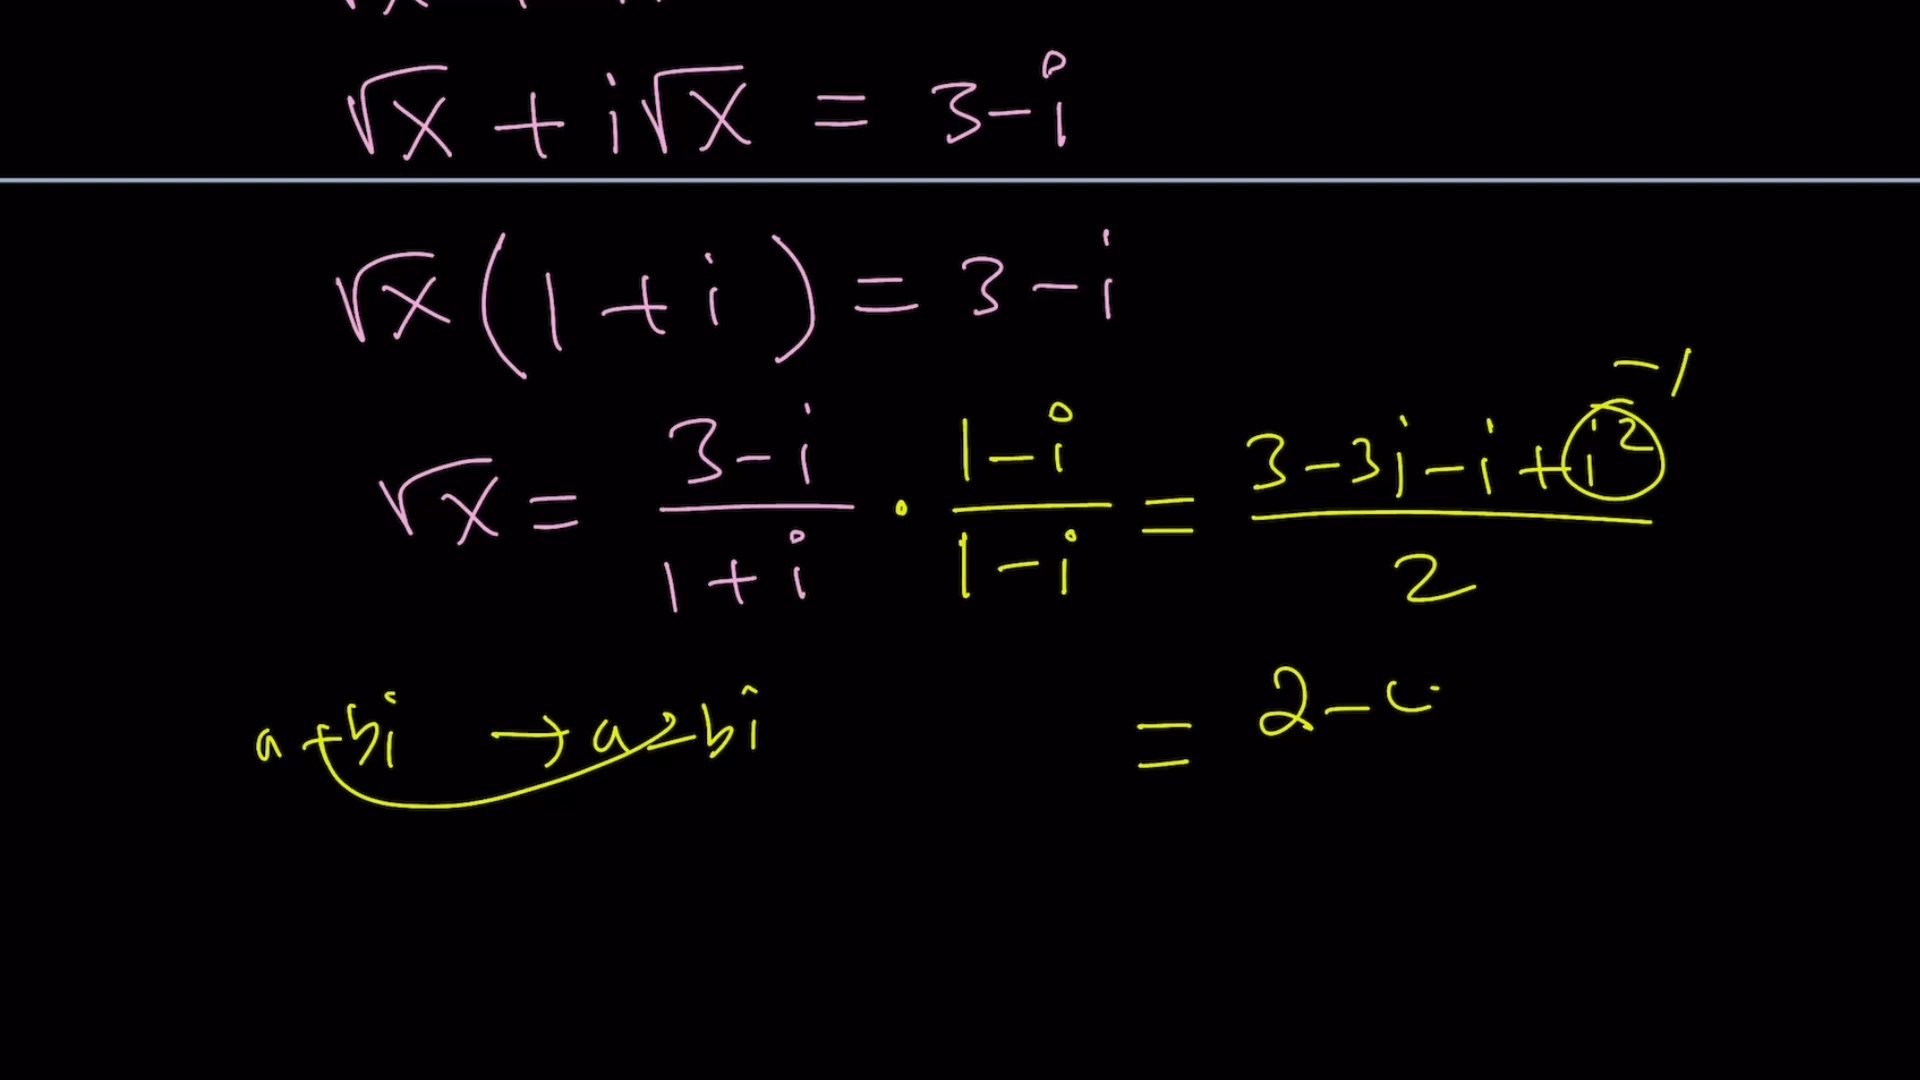 √x + i√x = 3-i
√x(1+i) = 3-i
√x = (3-i)/(1+i) · (1-i)/(1-i) = (3-3i-i+i²)/2
-1
a+bi → a-bi
= 2-